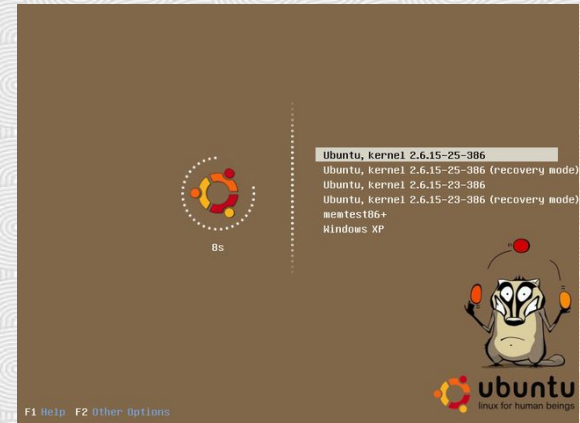 Ubuntu, kernel 2.6.15-25-386
Ubuntu, kernel 2.6.15-25-386 (recovery mode)
Ubuntu, kernel 2.6.15-23-386
Ubuntu, kernel 2.6.15-23-386 (recovery mode)
memtest86+
Windows XP
8s
ubuntu
linux for human beings
F1 Help F2 Other Options